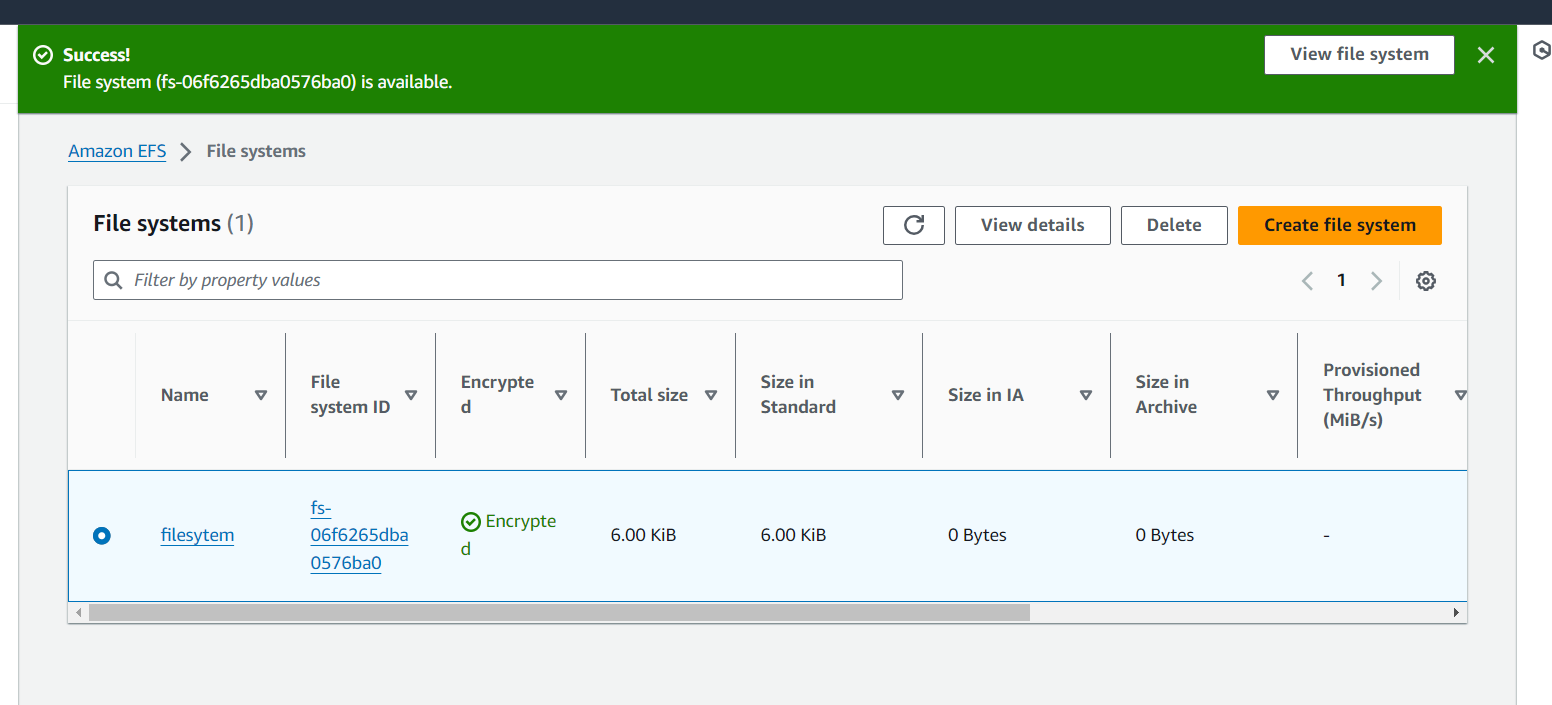 Success!
View file system
File system (fs-06f6265dba0576ba0) is available.
Amazon EFS
File systems
File systems (1)
View details
Delete
Create file system
Filter by property values
1
Name
File
system ID
Encrypte
d
Total size
Size in
Standard
Size in IA
Size in
Archive
Provisioned
Throughput
(MiB/s)
filesytem
fs-
06f6265dba
0576ba0
Encrypte
d
6.00 KiB
6.00 KiB
0 Bytes
0 Bytes
-